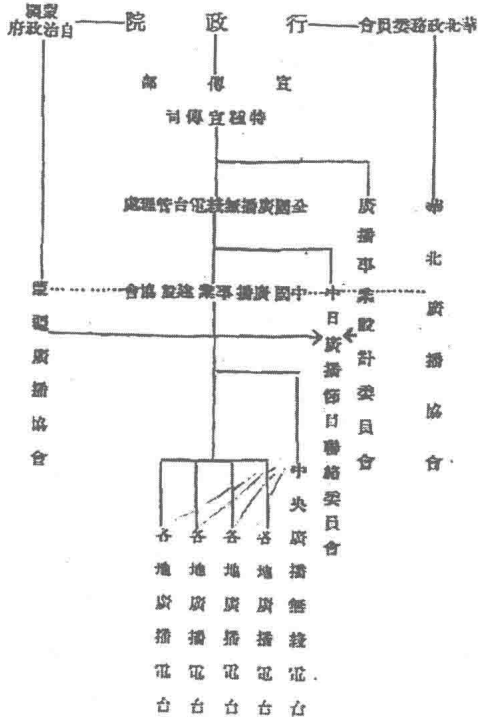 華北政務委員會
行政院
蒙疆自治政府
宣傳部
特種宣傳司
全國廣播無綫電台管理處
廣播事業設計委員會
華北廣播協會
中國廣播事業建設協會
中日廣播節目聯絡委員會
蒙疆廣播協會
中央廣播無綫電台
各地廣播電台
各地廣播電台
各地廣播電台
各地廣播電台